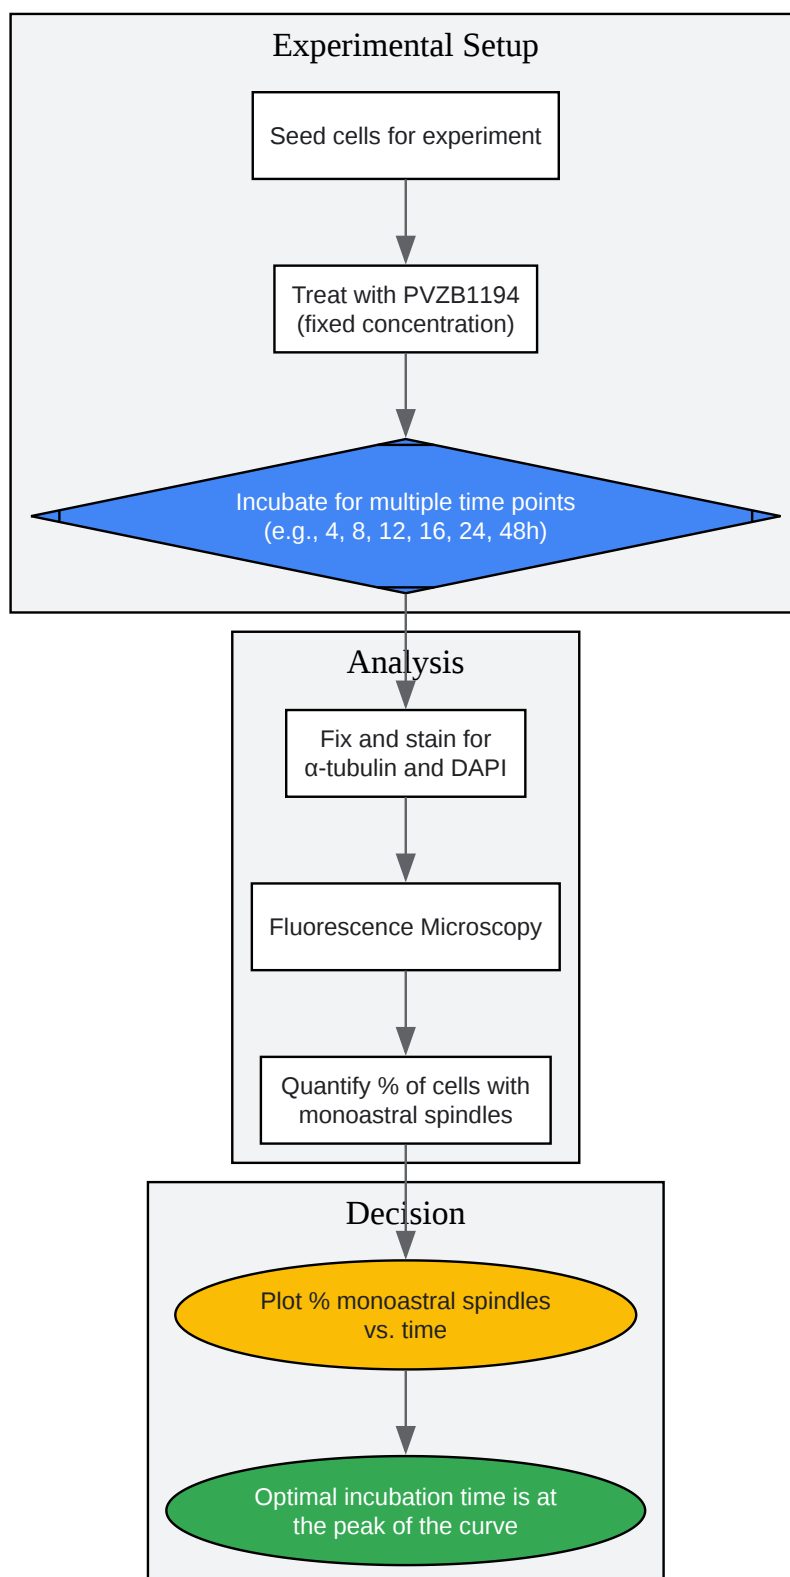 Experimental Setup
Seed cells for experiment
Treat with PVZB1194
(fixed concentration)
Incubate for multiple time points
(e.g., 4, 8, 12, 16, 24, 48h)
Analysis
Fix and stain for
α-tubulin and DAPI
Fluorescence Microscopy
Quantify % of cells with
monoastral spindles
Decision
Plot % monoastral spindles
vs. time
Optimal incubation time is at
the peak of the curve